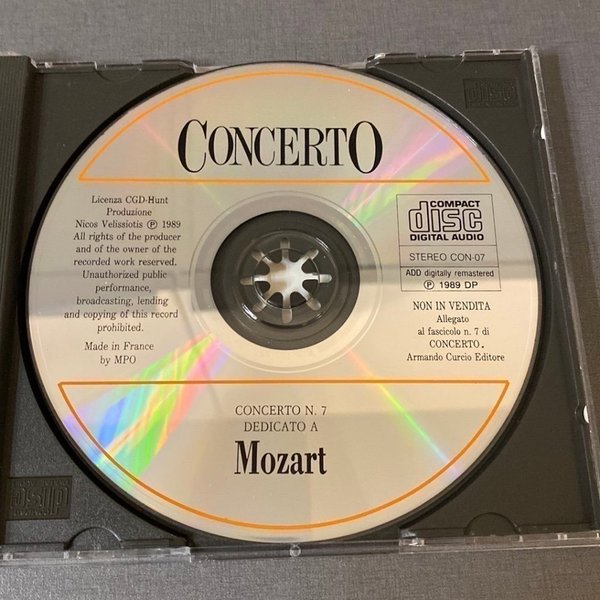 CONCERTO
Licenza CGD-Hunt
Produzione
Nicos Velissiotis ℗ 1989
All rights of the producer
and of the owner of the
recorded work reserved.
Unauthorized public
performance,
broadcasting, lending
and copying of this record
prohibited.
Made in France
by MPO
COMPACT
disc
DIGITAL AUDIO
STEREO CON-07
ADD digitally remastered
℗ 1989 DP
NON IN VENDITA
Allegato
al fascicolo n. 7 di
CONCERTO.
Armando Curcio Editore
CONCERTO N. 7
DEDICATO A
Mozart
disc
disc